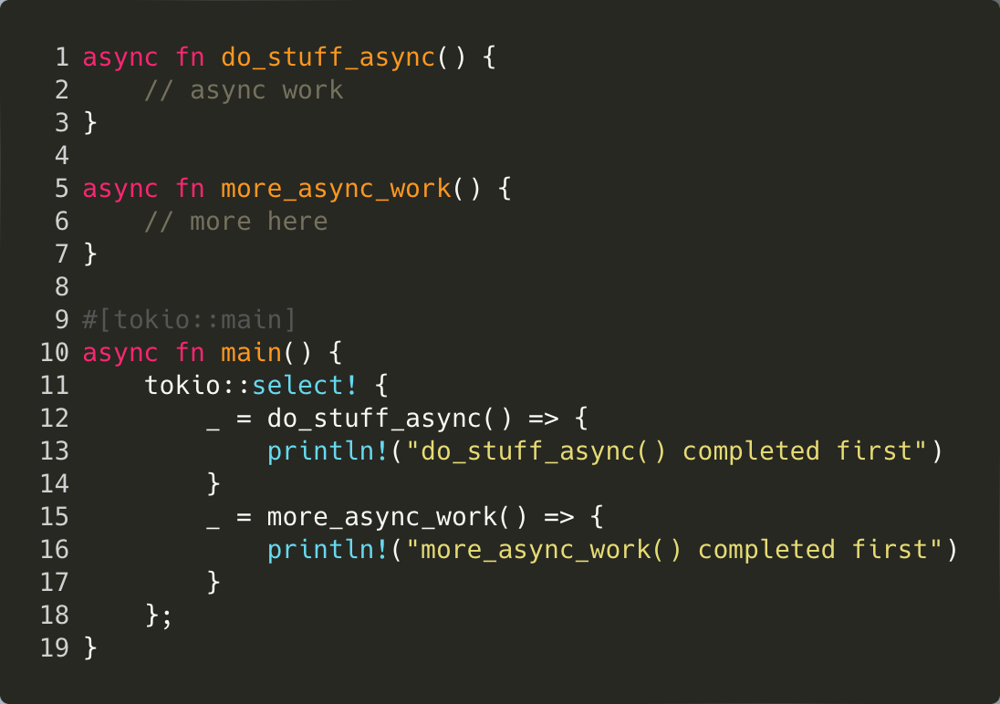 1 async fn do_stuff_async() {
2     // async work
3 }
4
5 async fn more_async_work() {
6     // more here
7 }
8
9 #[tokio::main]
10 async fn main() {
11     tokio::select! {
12         _ = do_stuff_async() => {
13             println!("do_stuff_async() completed first")
14         }
15         _ = more_async_work() => {
16             println!("more_async_work() completed first")
17         }
18     };
19 }